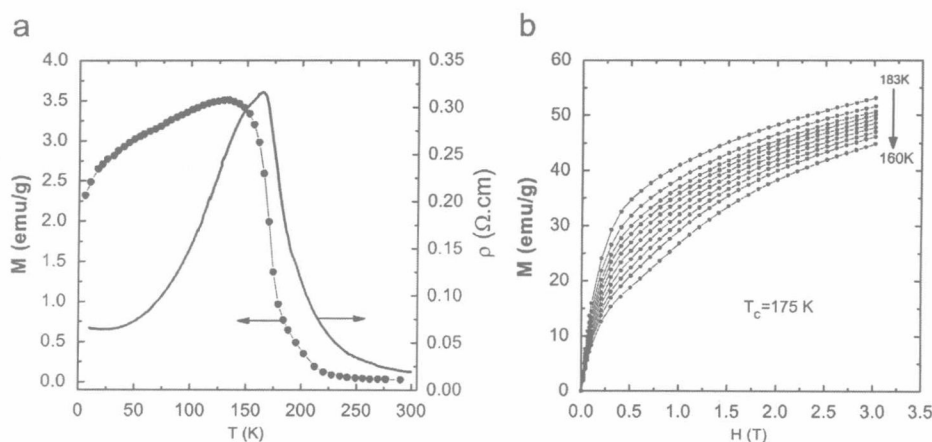 a
b
4.0
3.5
3.0
2.5
2.0
1.5
1.0
0.5
0.0
M (emu/g)
0.35
0.30
0.25
0.20
0.15
0.10
0.05
0.00
ρ (Ω.cm)
0 50 100 150 200 250 300
T (K)
60
50
40
30
20
10
0
M (emu/g)
183K
160K
T_c=175 K
0.0 0.5 1.0 1.5 2.0 2.5 3.0 3.5
H (T)